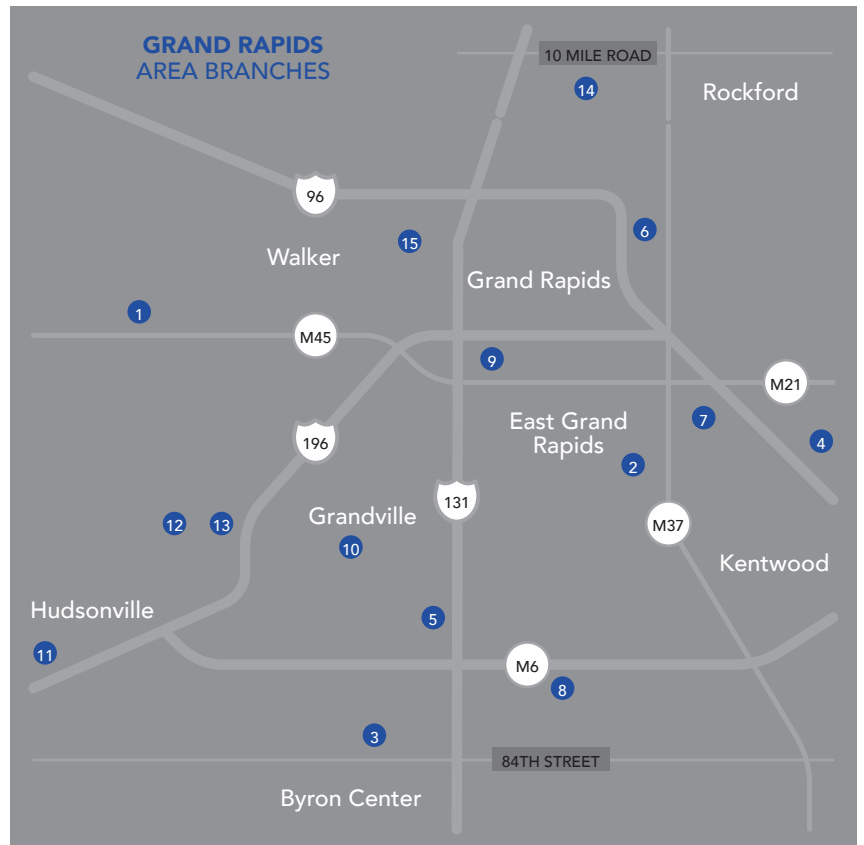 GRAND RAPIDS
AREA BRANCHES
10 MILE ROAD
14
Rockford
96
6
15
Walker
Grand Rapids
1
M45
9
M21
East Grand
Rapids
7
4
196
2
131
Grandville
12
13
10
M37
Kentwood
Hudsonville
5
11
M6
8
3
84TH STREET
Byron Center